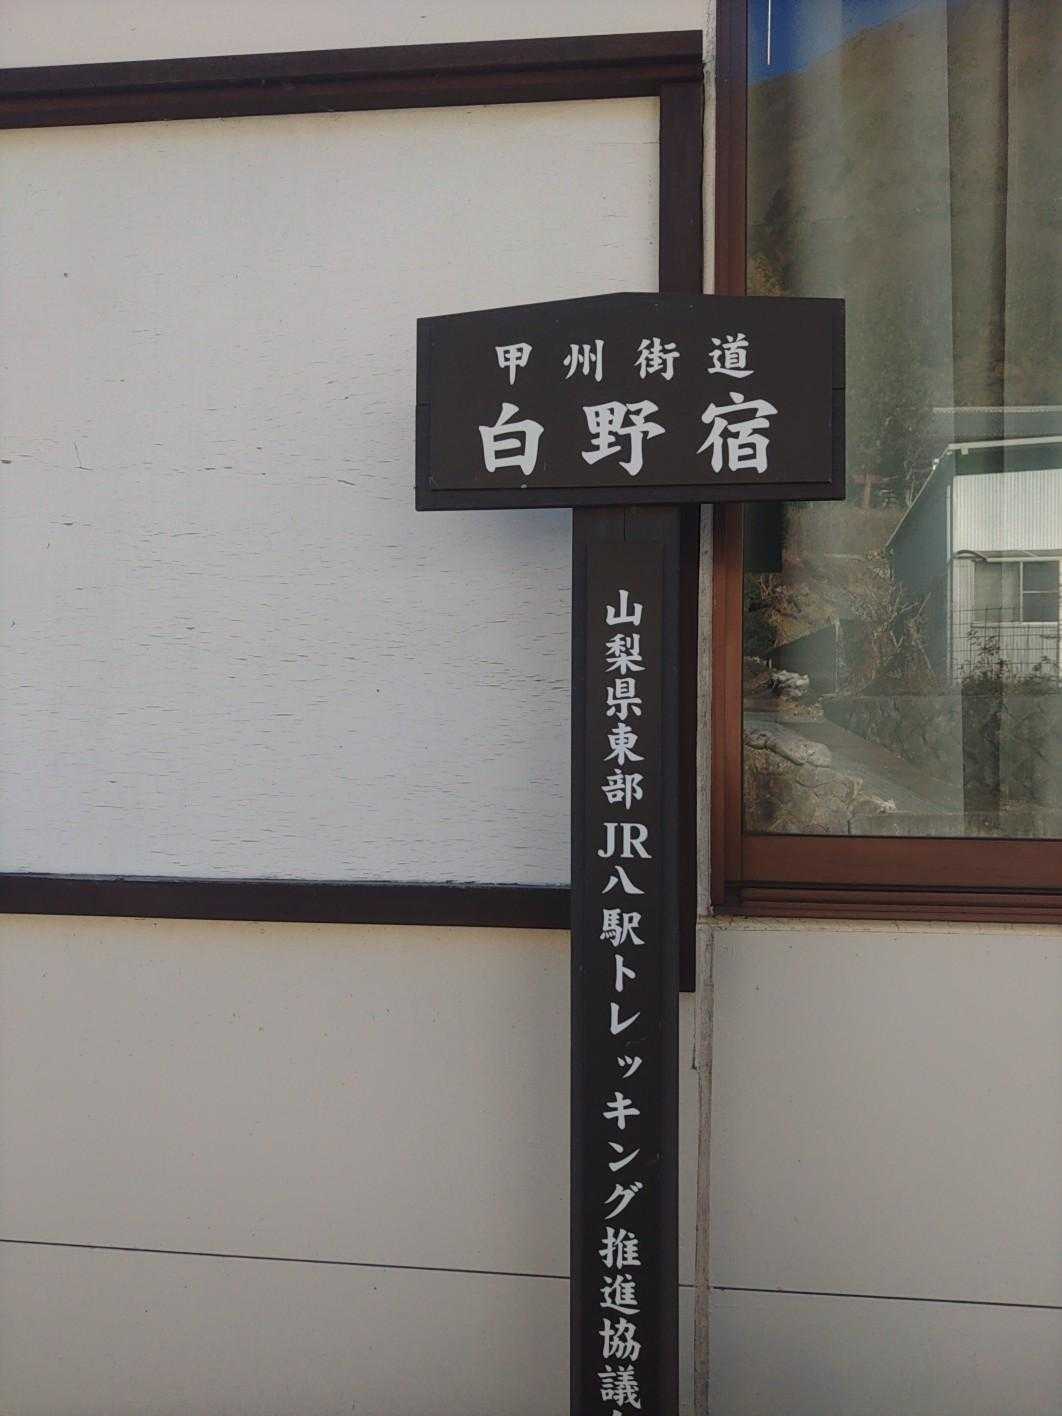 甲州街道
白野宿
山梨県東部JR八駅トレッキング推進協議